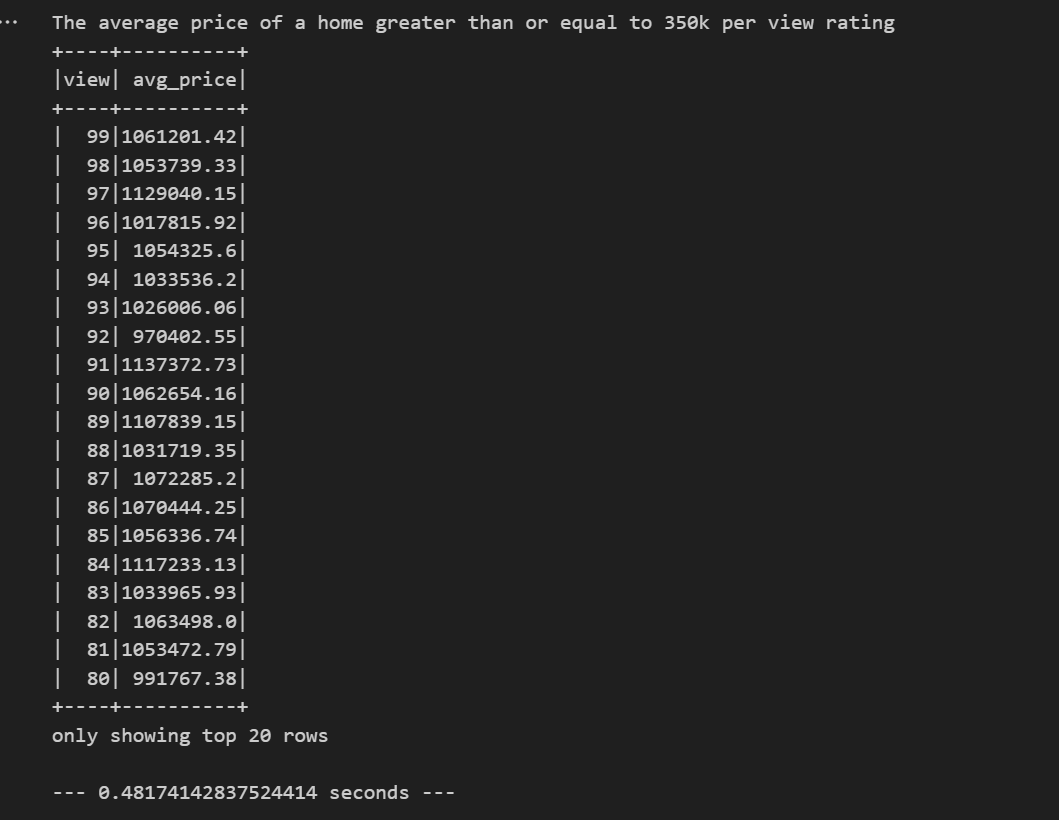 The average price of a home greater than or equal to 350k per view rating
+----+----------+
|view| avg_price|
+----+----------+
|  99|1061201.42|
|  98|1053739.33|
|  97|1129040.15|
|  96|1017815.92|
|  95| 1054325.6|
|  94| 1033536.2|
|  93|1026006.06|
|  92| 970402.55|
|  91|1137372.73|
|  90|1062654.16|
|  89|1107839.15|
|  88|1031719.35|
|  87| 1072285.2|
|  86|1070444.25|
|  85|1056336.74|
|  84|1117233.13|
|  83|1033965.93|
|  82| 1063498.0|
|  81|1053472.79|
|  80| 991767.38|
+----+----------+
only showing top 20 rows
--- 0.48174142837524414 seconds ---